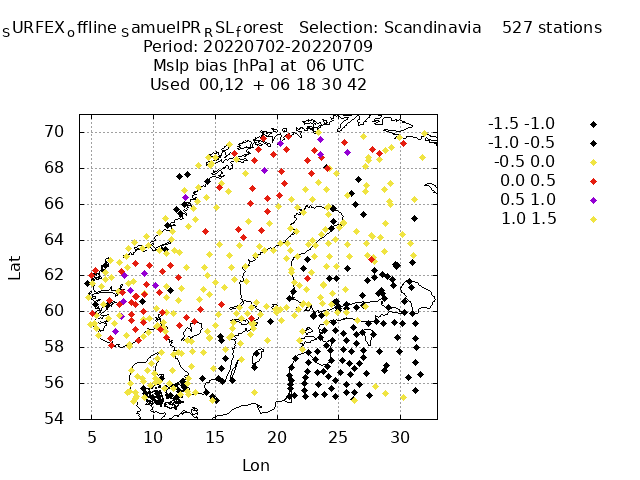 SURFEXoffline SamuelPR RSLforest Selection: Scandinavia 527 stations
Period: 20220702-20220709
Mslp bias [hPa] at 06 UTC
Used 00,12 + 06 18 30 42
-1.5 -1.0
-1.0 -0.5
-0.5 0.0
0.0 0.5
0.5 1.0
1.0 1.5
70
68
66
64
62
60
58
56
54
Lat
5 10 15 20 25 30
Lon